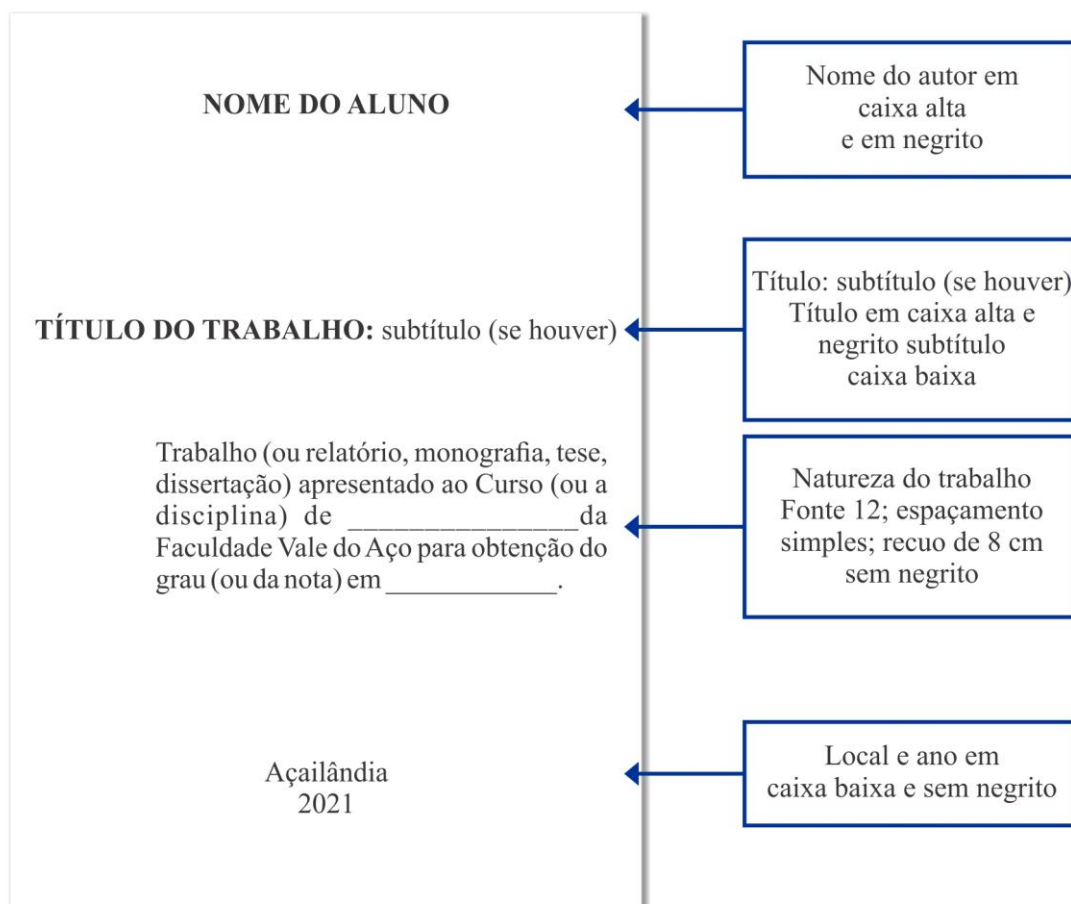 NOME DO ALUNO
Nome do autor em
caixa alta
e em negrito
TÍTULO DO TRABALHO: subtítulo (se houver)
Título: subtítulo (se houver)
Título em caixa alta e
negrito subtítulo
caixa baixa
Trabalho (ou relatório, monografia, tese,
dissertação) apresentado ao Curso (ou a
disciplina) de _______________da
Faculdade Vale do Aço para obtenção do
grau (ou da nota) em ____________.
Natureza do trabalho
Fonte 12; espaçamento
simples; recuo de 8 cm
sem negrito
Açailândia
2021
Local e ano em
caixa baixa e sem negrito